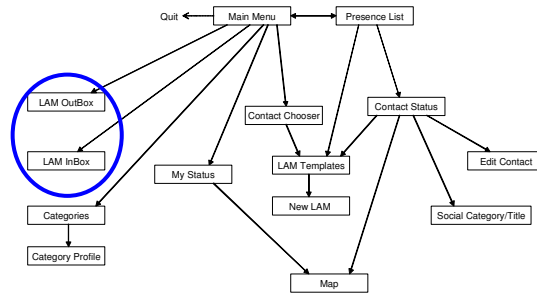 Quit
Main Menu
Presence List
LAM OutBox
Contact Chooser
Contact Status
LAM InBox
My Status
LAM Templates
Edit Contact
Categories
New LAM
Social Category/Title
Category Profile
Map